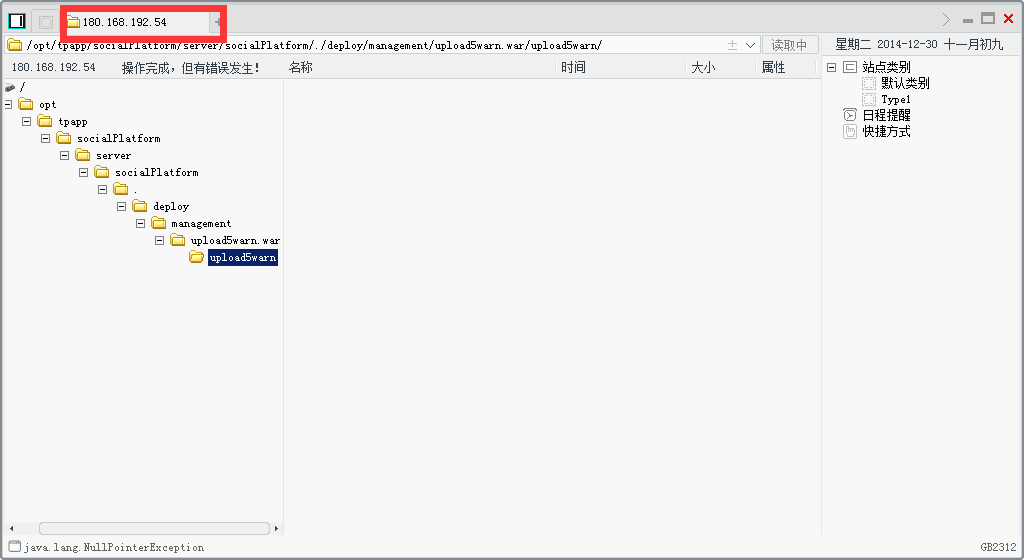 180.168.192.54
/opt/tpapp/socialPlatform/server/socialPlatform/./deploy/management/upload5warn.war/upload5warn/
读取中
星期二 2014-12-30 十一月初九
180.168.192.54 操作完成，但有错误发生！ 名称 时间 大小 属性
/
opt
tpapp
socialPlatform
server
socialPlatform
.
deploy
management
upload5warn.war
upload5warn
站点类别
默认类别
Type1
日程提醒
快捷方式
java.lang.NullPointerException
GB2312